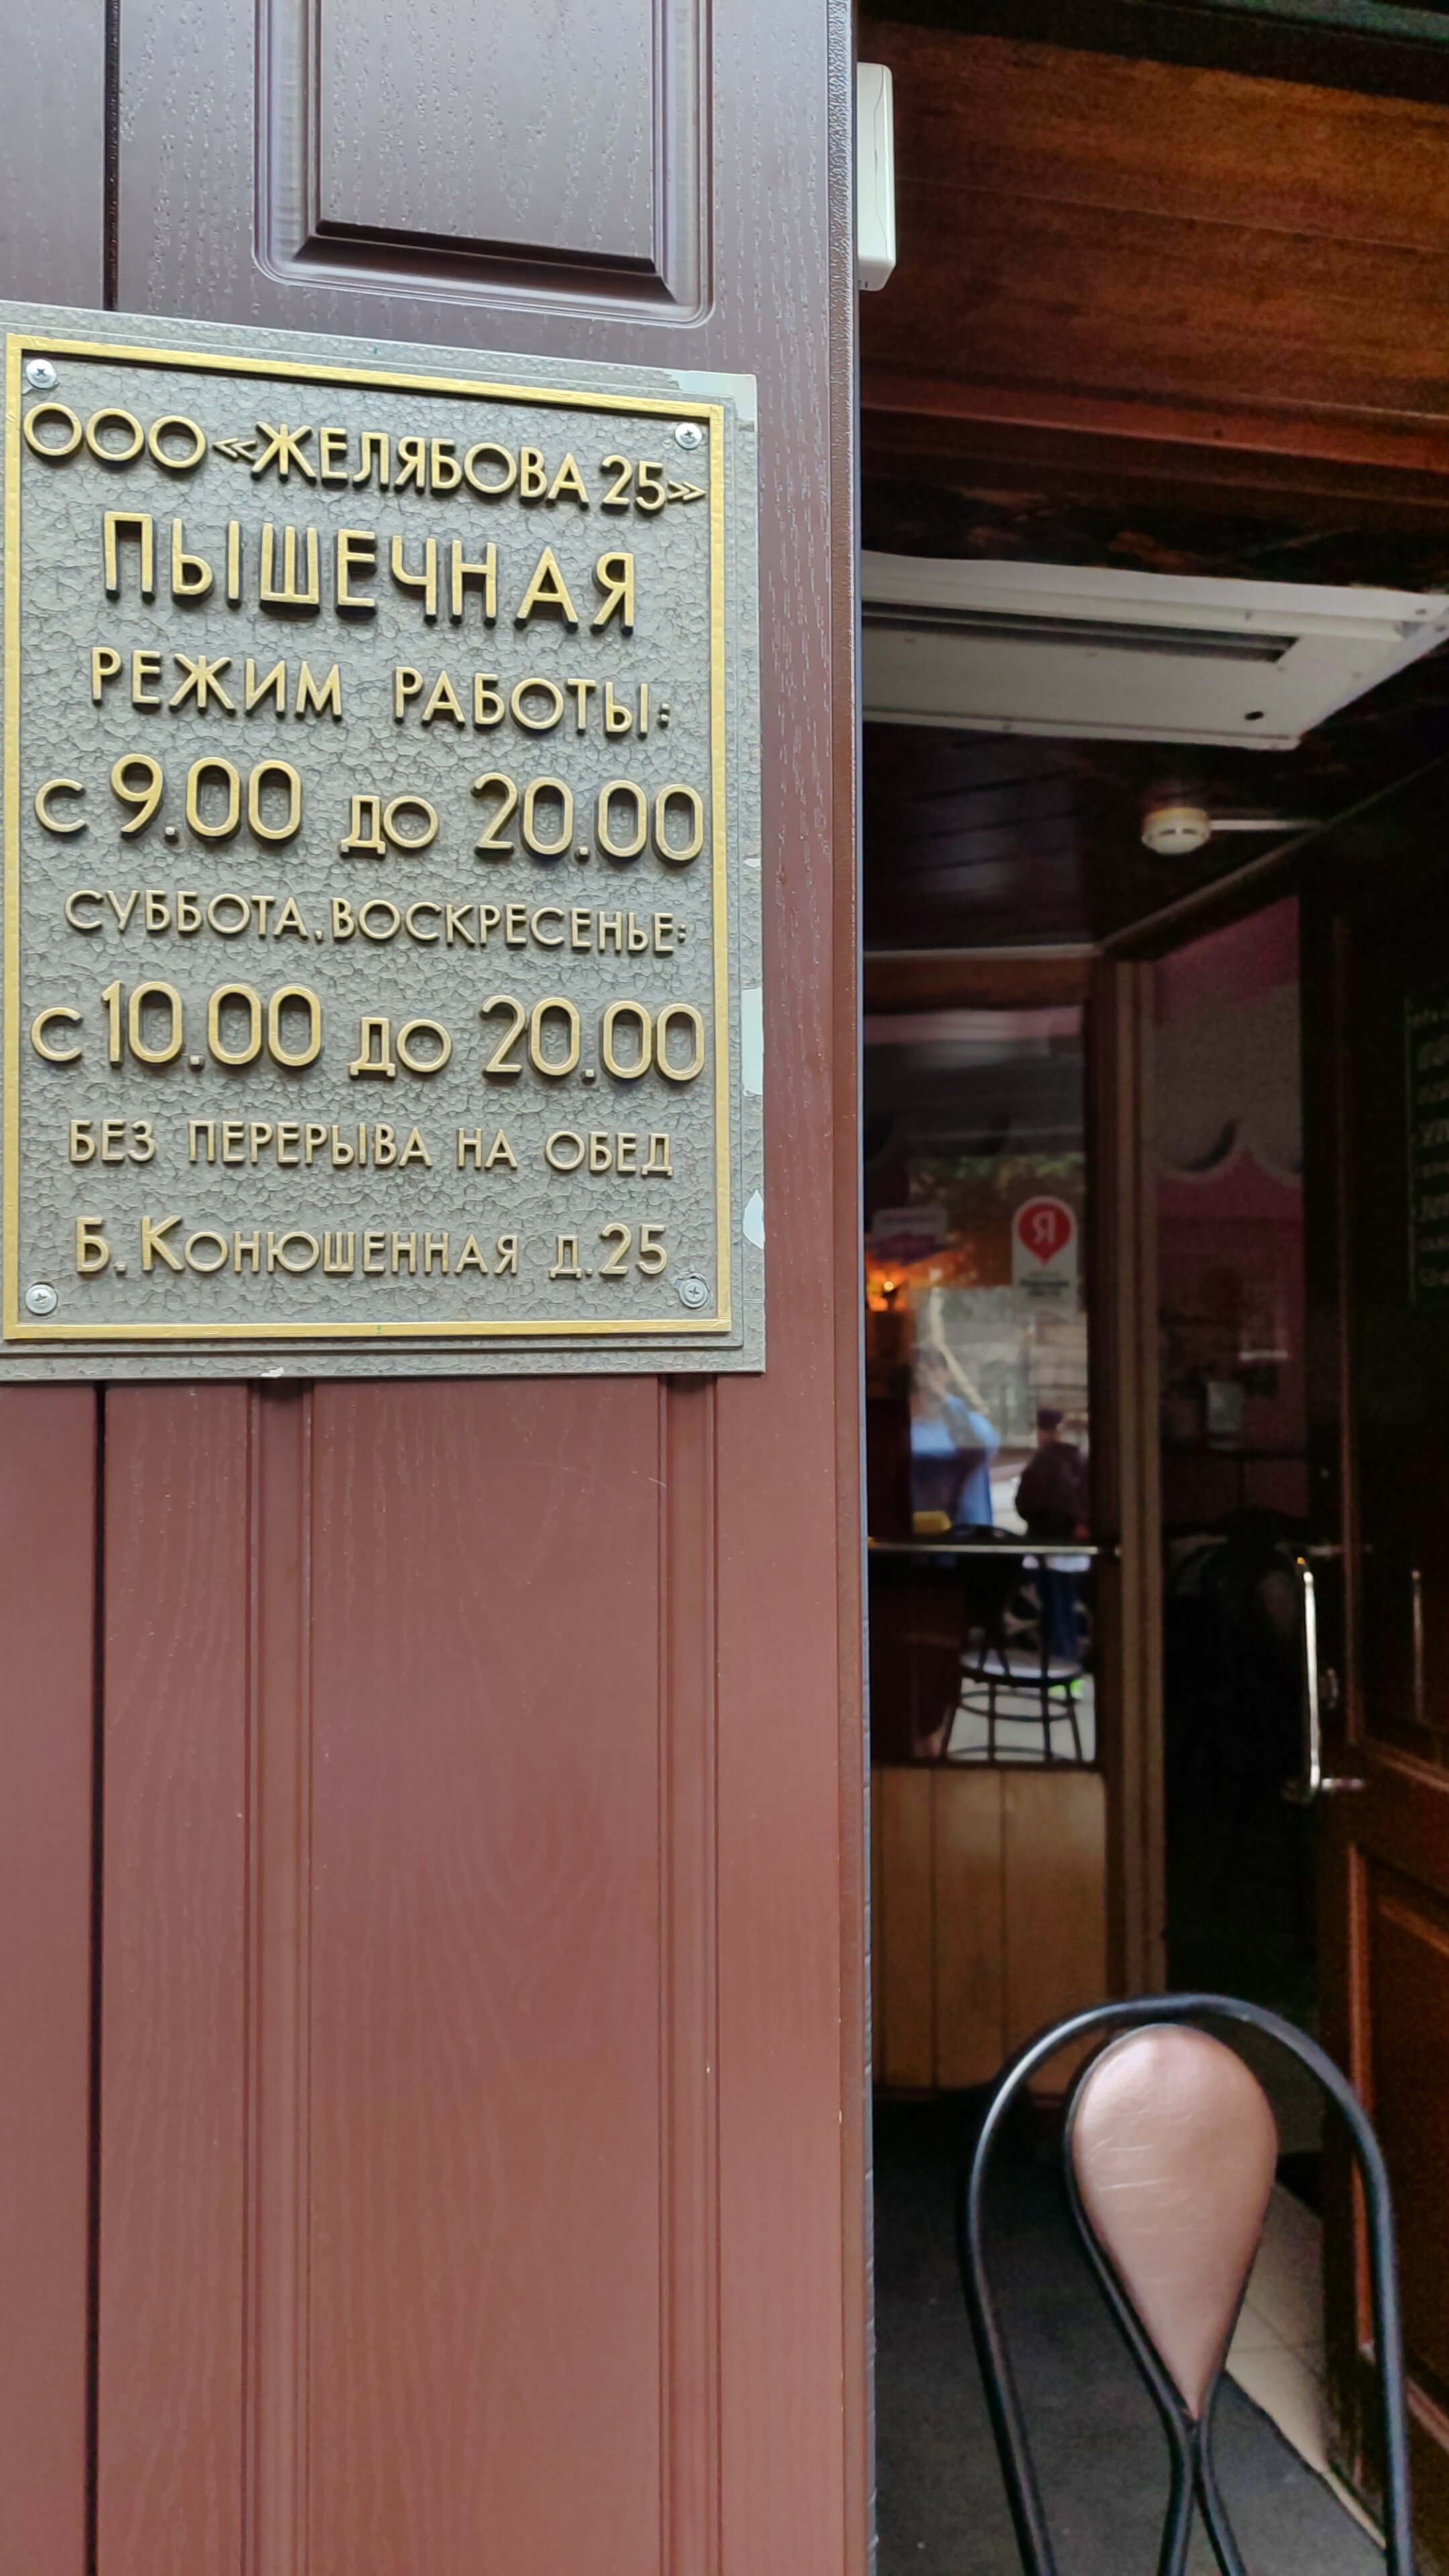 ООО «ЖЕЛЯБОВА 25»
ПЫШЕЧНАЯ
РЕЖИМ РАБОТЫ:
с 9.00 до 20.00
СУББОТА, ВОСКРЕСЕНЬЕ:
с 10.00 до 20.00
БЕЗ ПЕРЕРЫВА НА ОБЕД
Б. Конюшенная д.25
Я